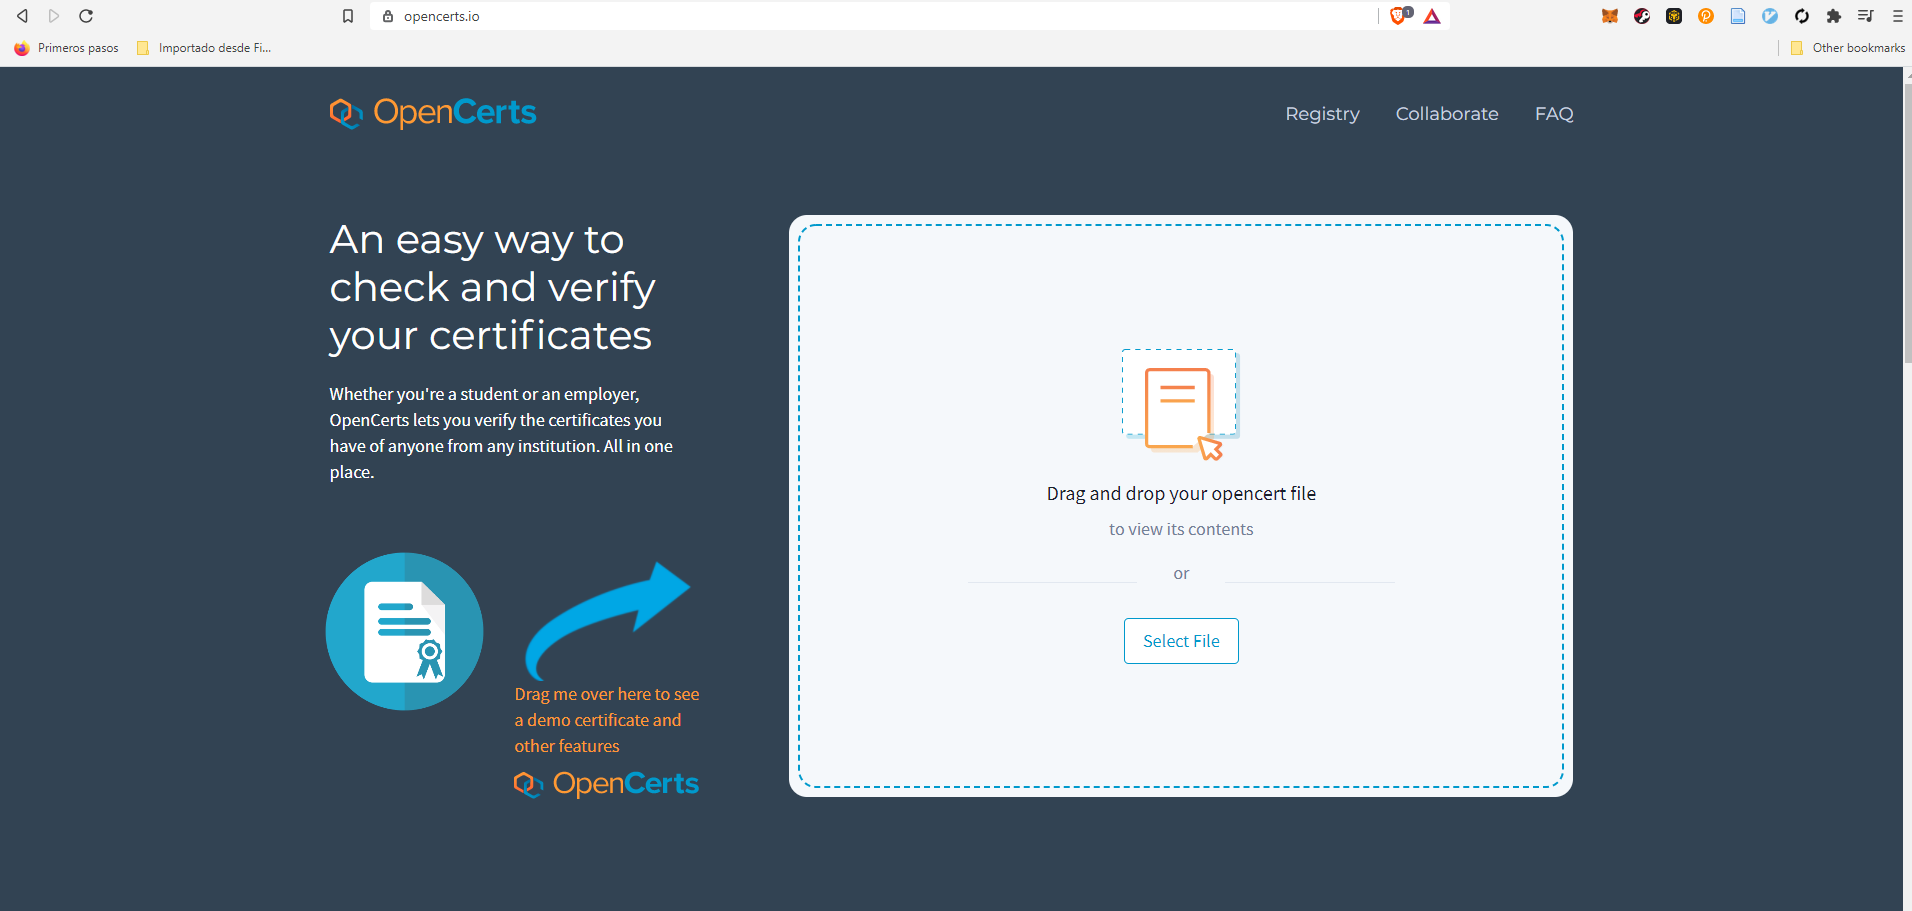 opencerts.io
1
Primeros pasos
Importado desde Fi...
Other bookmarks
OpenCerts
Registry
Collaborate
FAQ
An easy way to
check and verify
your certificates
Whether you're a student or an employer,
OpenCerts lets you verify the certificates you
have of anyone from any institution. All in one
place.
Drag me over here to see
a demo certificate and
other features
OpenCerts
Drag and drop your opencert file
to view its contents
or
Select File